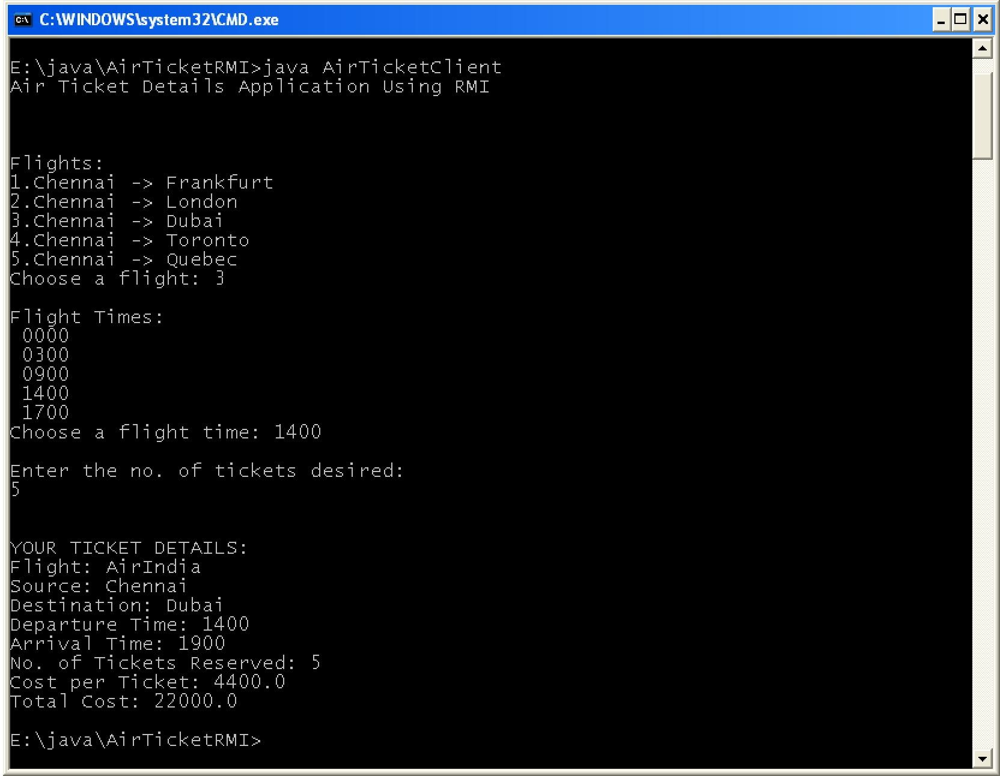 C:\WINDOWS\system32\CMD.exe
E:\java\AirTicketRMI>java AirTicketClient
Air Ticket Details Application Using RMI
Flights:
1.Chennai -> Frankfurt
2.Chennai -> London
3.Chennai -> Dubai
4.Chennai -> Toronto
5.Chennai -> Quebec
Choose a flight: 3
Flight Times:
0000
0300
0900
1400
1700
Choose a flight time: 1400
Enter the no. of tickets desired:
5
YOUR TICKET DETAILS:
Flight: AirIndia
Source: Chennai
Destination: Dubai
Departure Time: 1400
Arrival Time: 1900
No. of Tickets Reserved: 5
Cost per Ticket: 4400.0
Total Cost: 22000.0
E:\java\AirTicketRMI>